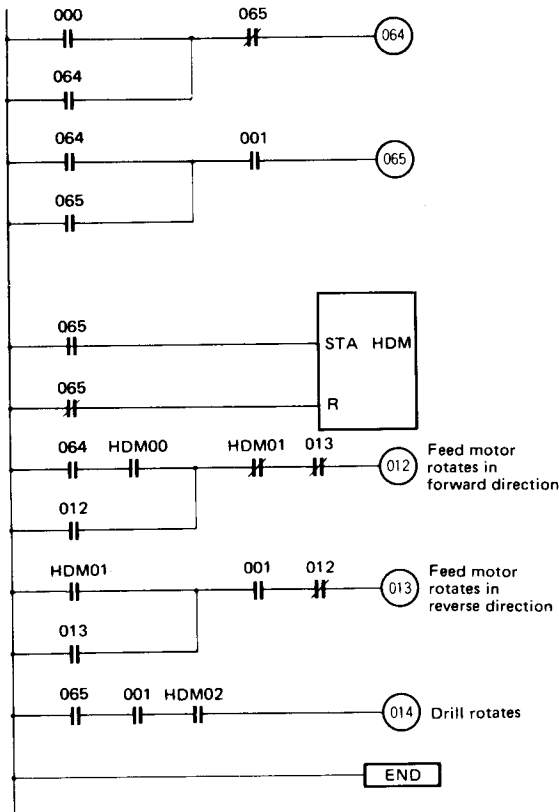 000 065
064
064
064 001
065
065
065
STA HDM
065
R
064 HDM00 HDM01 013
012 Feed motor
rotates in
forward direction
012
HDM01 001 012
013 Feed motor
rotates in
reverse direction
013
065 001 HDM02
014 Drill rotates
END